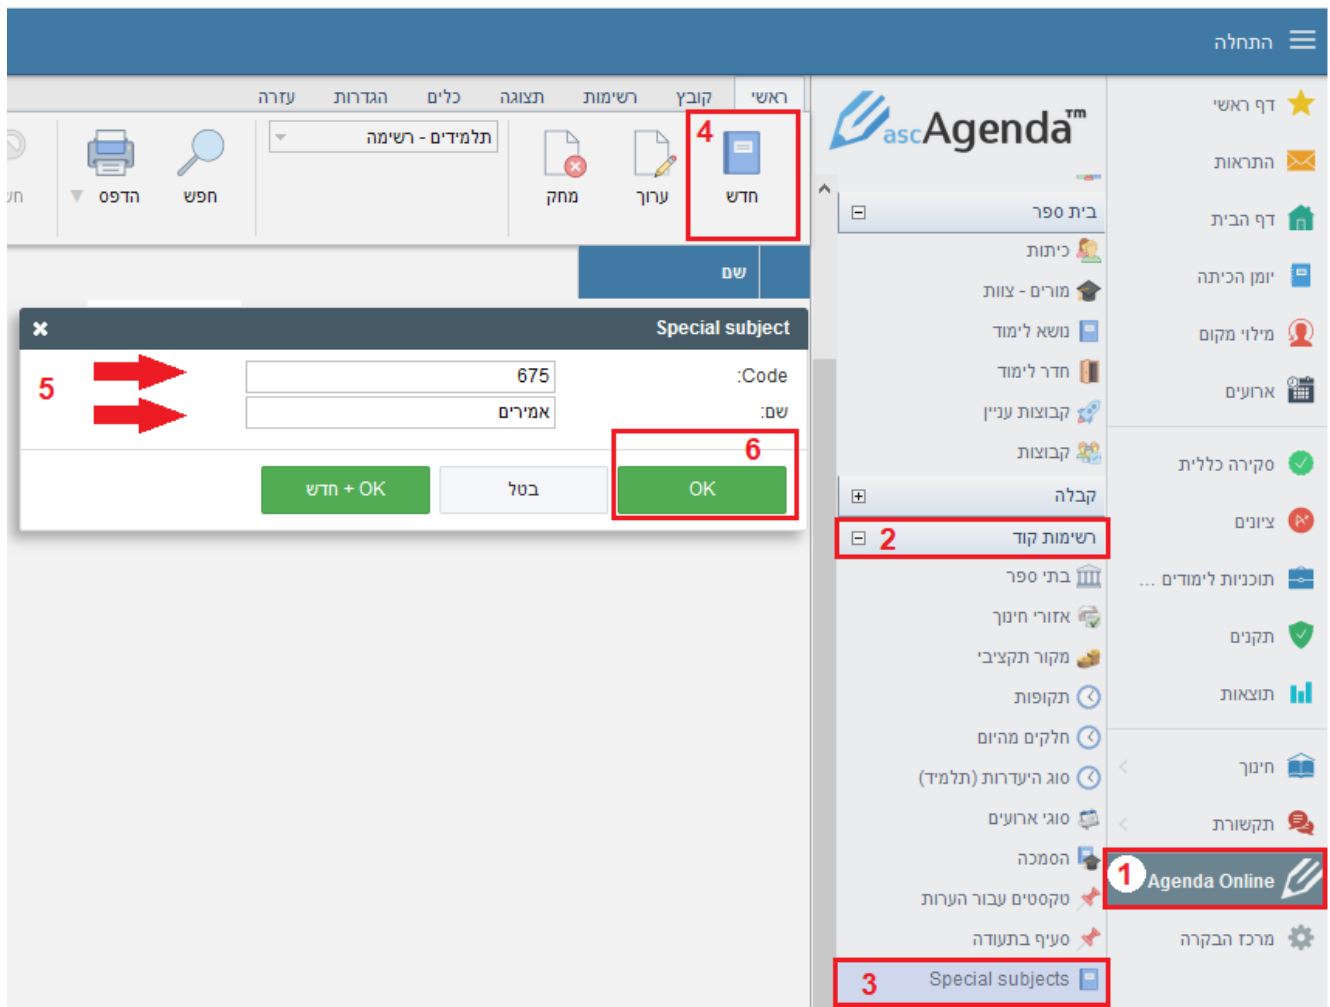 התחלה
דף ראשי
התראות
דף הבית
יומן הכיתה
מילוי מקום
ארועים
סקירה כללית
ציונים
תוכניות לימודים ...
תקנים
תוצאות
חינוך
תקשורת
1 Agenda Online
מרכז הבקרה
ascAgenda™
בית ספר
כיתות
מורים - צוות
נושא לימוד
חדר לימוד
קבוצות עניין
קבוצות
קבלה
רשימות קוד 2
בתי ספר
אזורי חינוך
מקור תקציבי
תקופות
חלקים מהיום
סוג היעדרות (תלמיד)
סוגי ארועים
הסמכה
טקסטים עבור הערות
סעיף בתעודה
3 Special subjects
ראשי קובץ רשימות תצוגה כלים הגדרות עזרה
4
תלמידים - רשימה
חדש ערוך מחק חפש הדפס
שם
Special subject
5
Code: 675
שם: אמירים
6
OK בטל OK + חדש